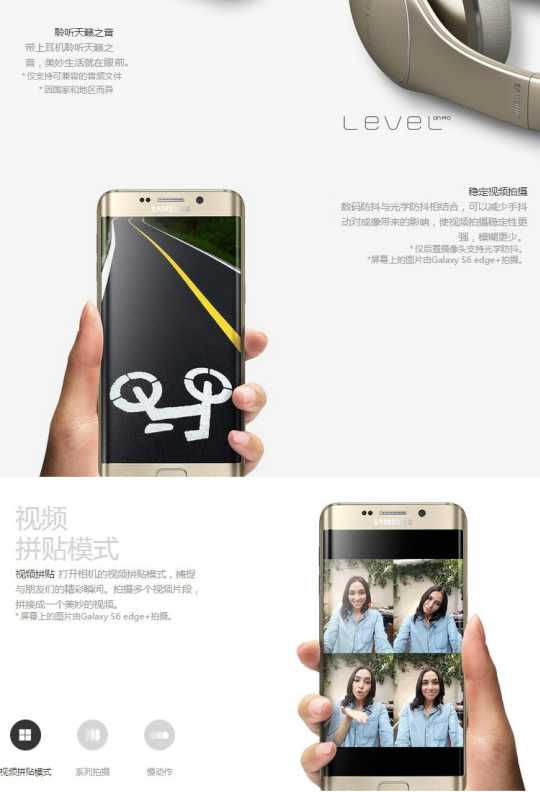 聆听天籁之音
带上耳机聆听天籁之
音，美妙生活就在眼前。
*仅支持可兼容的音频文件
*因国家和地区而异
LEVEL on PRO
稳定视频拍摄
数码防抖与光学防抖相结合，可以减少手抖
动对成像带来的影响，使视频拍摄稳定性更
强，模糊更少。
*仅后置摄像头支持光学防抖。
*屏幕上的图片由Galaxy S6 edge+拍摄。
SAMSUNG
视频
拼贴模式
视频拼贴 打开相机的视频拼贴模式，捕捉
与朋友们的精彩瞬间。拍摄多个视频片段，
拼接成一个美妙的视频。
*屏幕上的图片由Galaxy S6 edge+拍摄。
SAMSUNG
视频拼贴模式 系列拍摄 慢动作